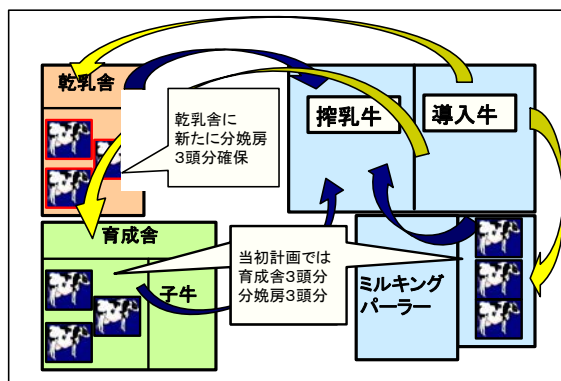 乾乳舎
乾乳舎に
新たに分娩房
3頭分確保
搾乳牛
導入牛
育成舎
子牛
当初計画では
育成舎3頭分
分娩房3頭分
ミルキング
パーラー